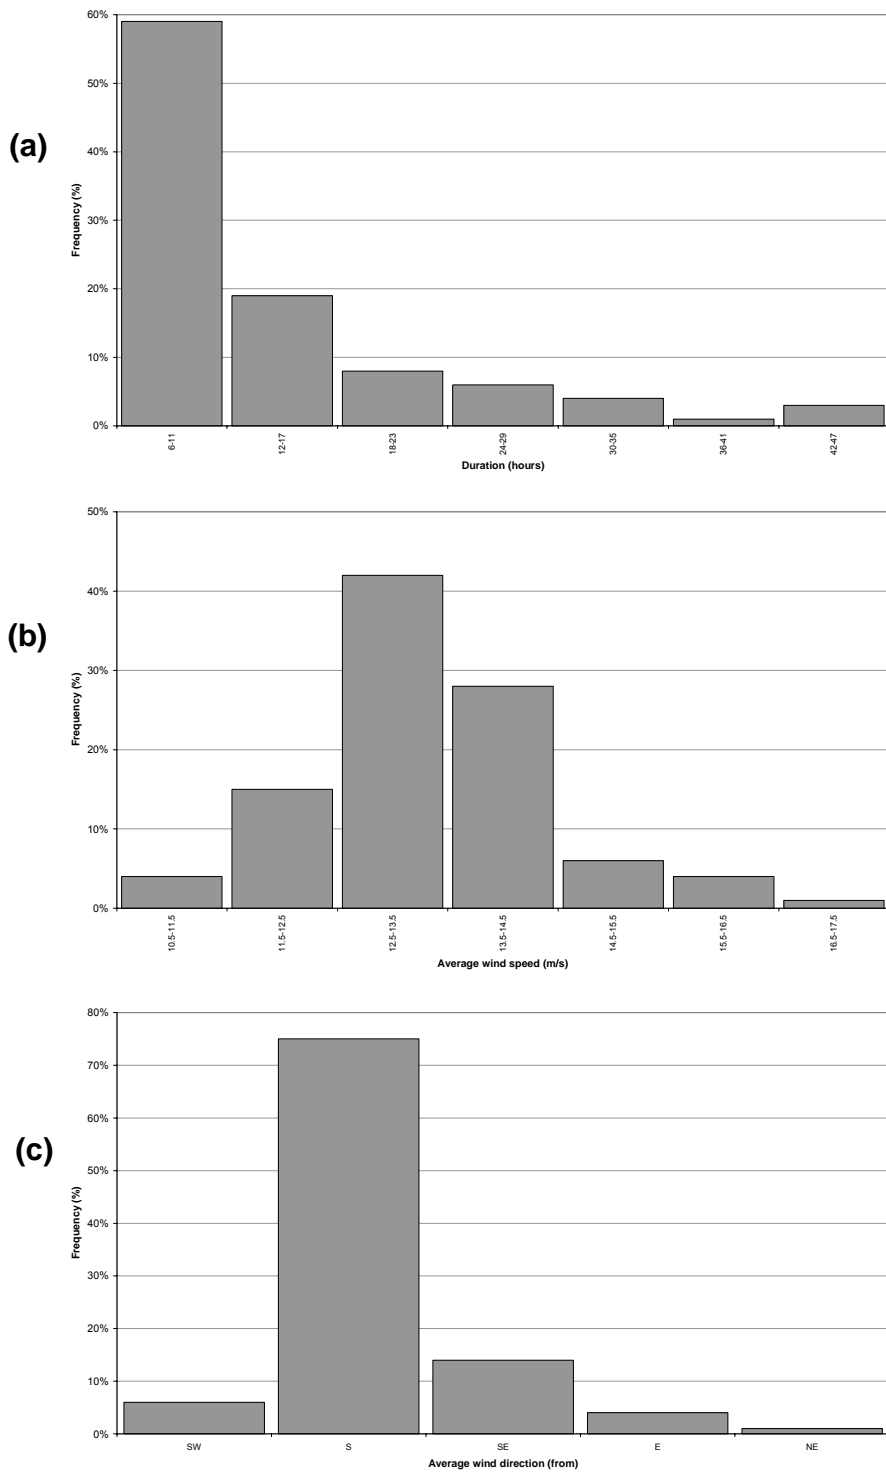 (a)
Frequency (%)
60%
50%
40%
30%
20%
10%
0%
6-11
12-17
18-23
24-29
30-35
36-41
42-47
Duration (hours)
(b)
Frequency (%)
50%
40%
30%
20%
10%
0%
10.5-11.5
11.5-12.5
12.5-13.5
13.5-14.5
14.5-15.5
15.5-16.5
16.5-17.5
Average wind speed (m/s)
(c)
Frequency (%)
80%
70%
60%
50%
40%
30%
20%
10%
0%
SW
S
SE
E
NE
Average wind direction (from)